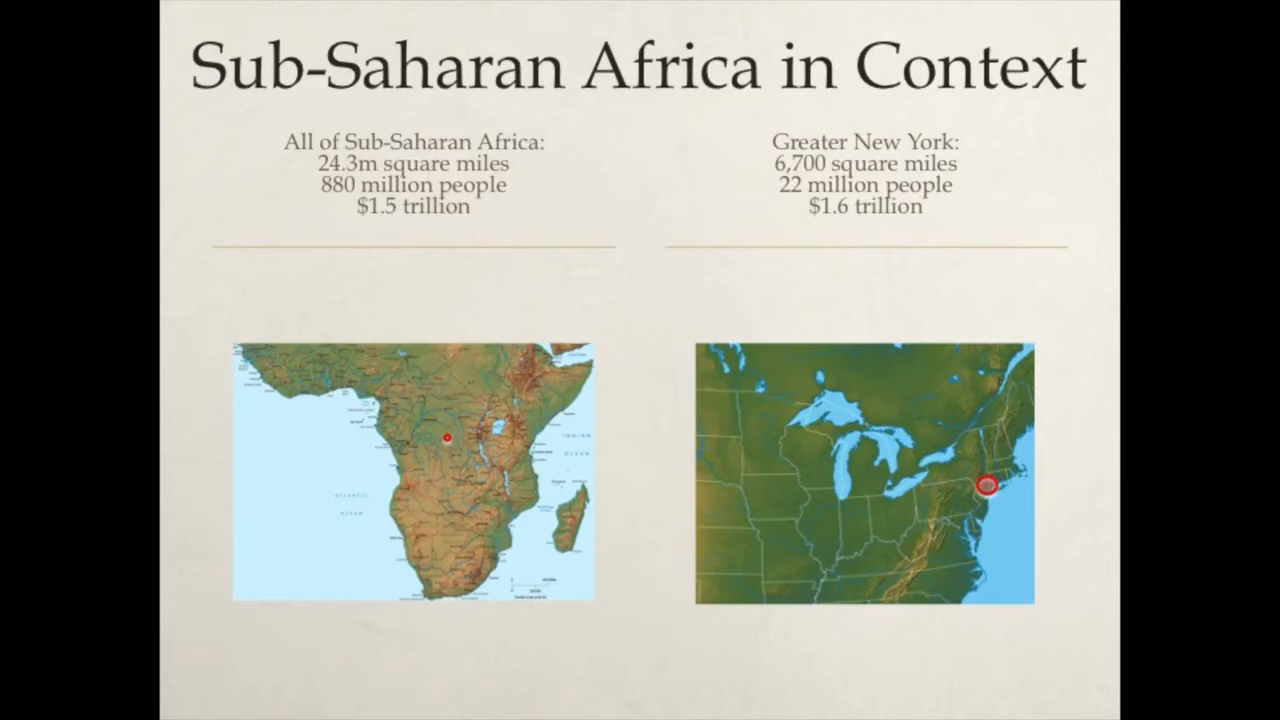 Sub-Saharan Africa in Context
All of Sub-Saharan Africa:
24.3m square miles
880 million people
$1.5 trillion
Greater New York:
6,700 square miles
22 million people
$1.6 trillion
ATLANTIC
OCEAN
INDIAN
OCEAN